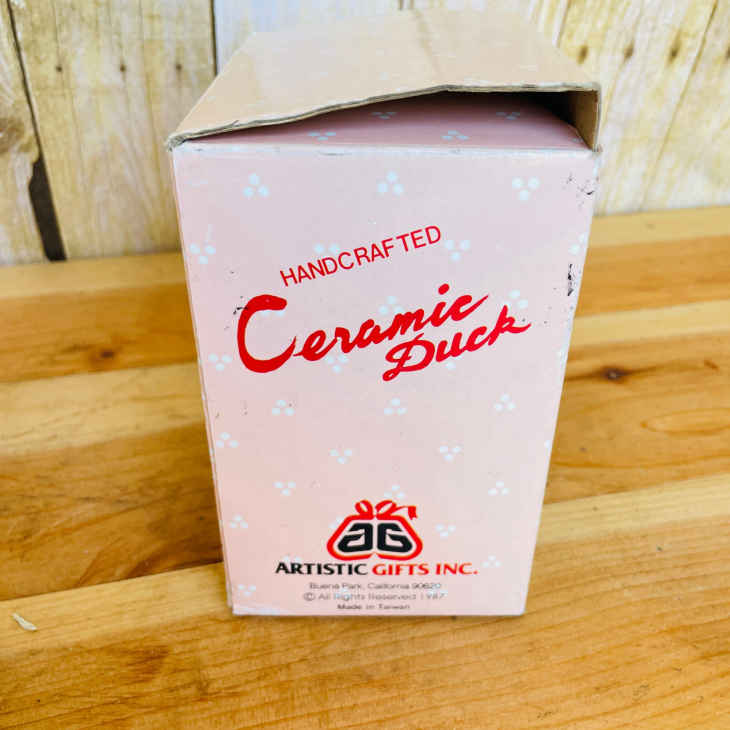 HANDCRAFTED
Ceramic
Duck
AG
ARTISTIC GIFTS INC.
Buena Park, California 90620
© All Rights Reserved 1987
Made in Taiwan